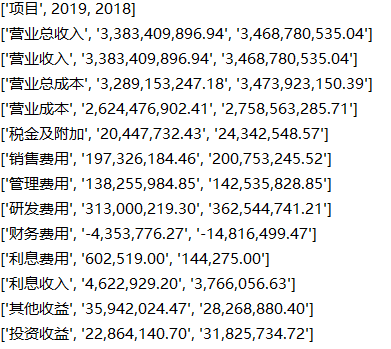 ['项目', 2019, 2018]
['营业总收入', '3,383,409,896.94', '3,468,780,535.04']
['营业收入', '3,383,409,896.94', '3,468,780,535.04']
['营业总成本', '3,289,153,247.18', '3,473,923,150.39']
['营业成本', '2,624,476,902.41', '2,758,563,285.71']
['税金及附加', '20,447,732.43', '24,342,548.57']
['销售费用', '197,326,184.46', '200,753,245.52']
['管理费用', '138,255,984.85', '142,535,828.85']
['研发费用', '313,000,219.30', '362,544,741.21']
['财务费用', '-4,353,776.27', '-14,816,499.47']
['利息费用', '602,519.00', '144,275.00']
['利息收入', '4,622,929.20', '3,766,056.63']
['其他收益', '35,942,024.47', '28,268,880.40']
['投资收益', '22,864,140.70', '31,825,734.72']